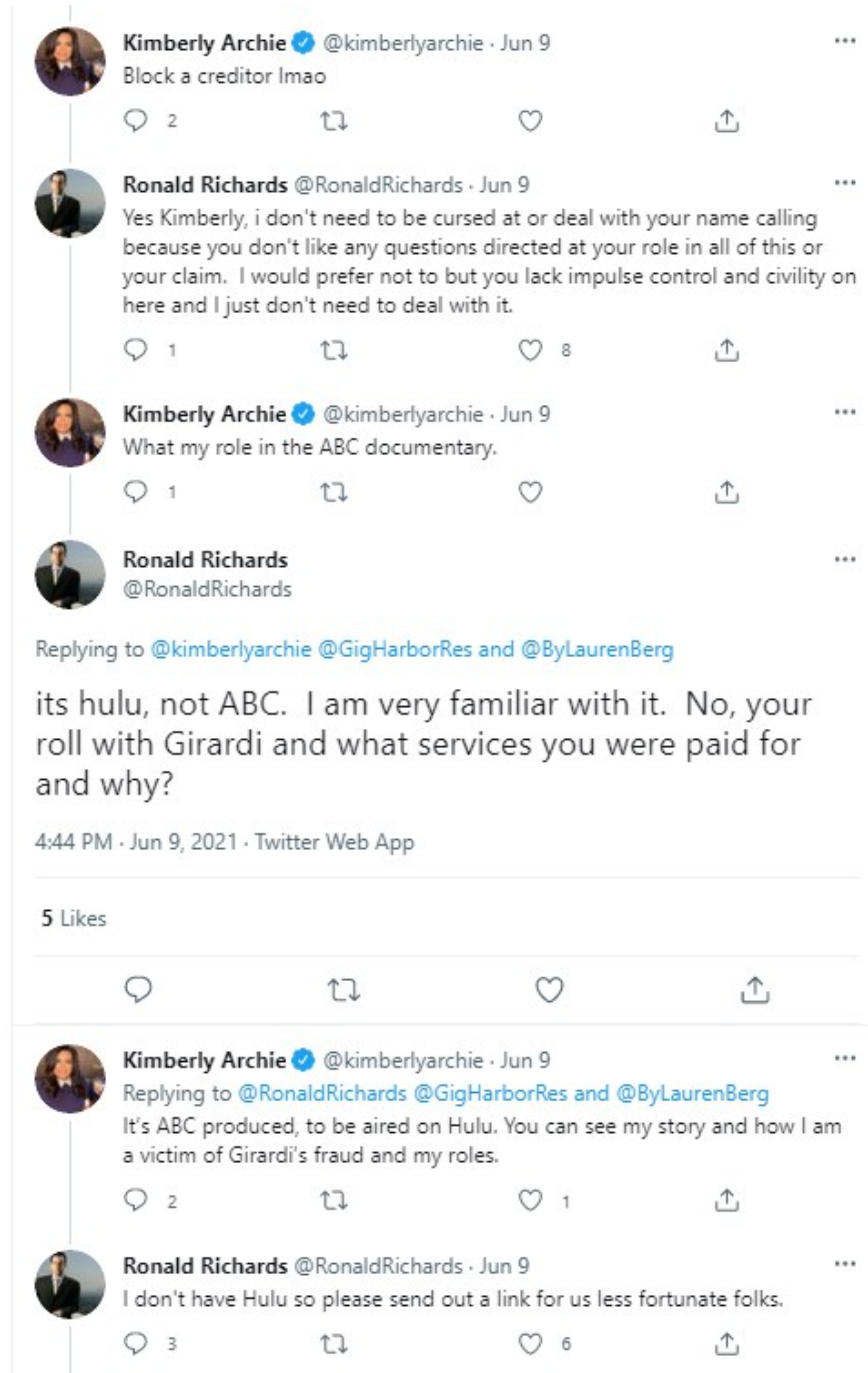 Kimberly Archie @kimberlyarchie · Jun 9
Block a creditor lmao
2
Ronald Richards @RonaldRichards · Jun 9
Yes Kimberly, i don't need to be cursed at or deal with your name calling
because you don't like any questions directed at your role in all of this or
your claim.  I would prefer not to but you lack impulse control and civility on
here and I just don't need to deal with it.
1 8
Kimberly Archie @kimberlyarchie · Jun 9
What my role in the ABC documentary.
1
Ronald Richards
@RonaldRichards
Replying to @kimberlyarchie @GigHarborRes and @ByLaurenBerg
its hulu, not ABC.  I am very familiar with it.  No, your
roll with Girardi and what services you were paid for
and why?
4:44 PM · Jun 9, 2021 · Twitter Web App
5 Likes
Kimberly Archie @kimberlyarchie · Jun 9
Replying to @RonaldRichards @GigHarborRes and @ByLaurenBerg
It's ABC produced, to be aired on Hulu. You can see my story and how I am
a victim of Girardi's fraud and my roles.
2 1
Ronald Richards @RonaldRichards · Jun 9
I don't have Hulu so please send out a link for us less fortunate folks.
3 6